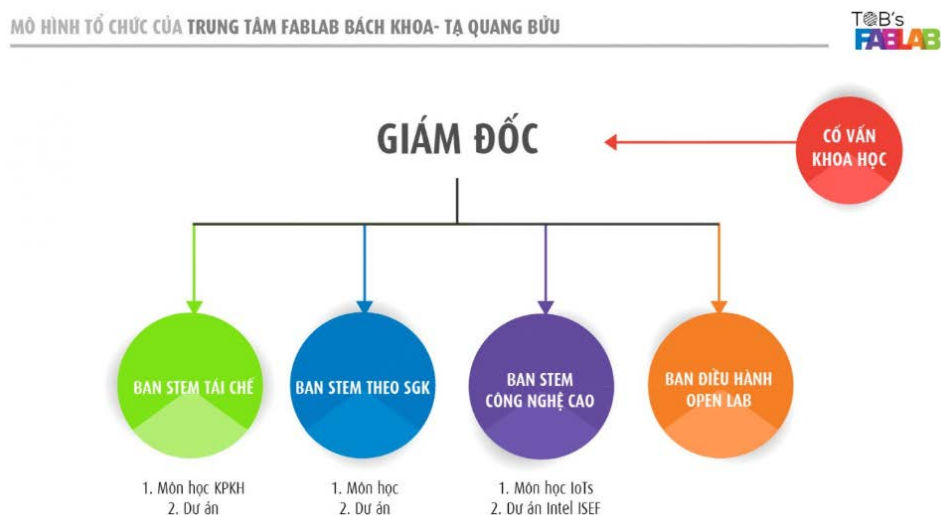 MÔ HÌNH TỔ CHỨC CỦA TRUNG TÂM FABLAB BÁCH KHOA- TẠ QUANG BỬU
TQB's
FABLAB
GIÁM ĐỐC
CỐ VẤN
KHOA HỌC
BAN STEM TÁI CHẾ
BAN STEM THEO SGK
BAN STEM
CÔNG NGHỆ CAO
BAN ĐIỀU HÀNH
OPEN LAB
1. Môn học KPKH
2. Dự án
1. Môn học
2. Dự án
1. Môn học IoTs
2. Dự án Intel ISEF